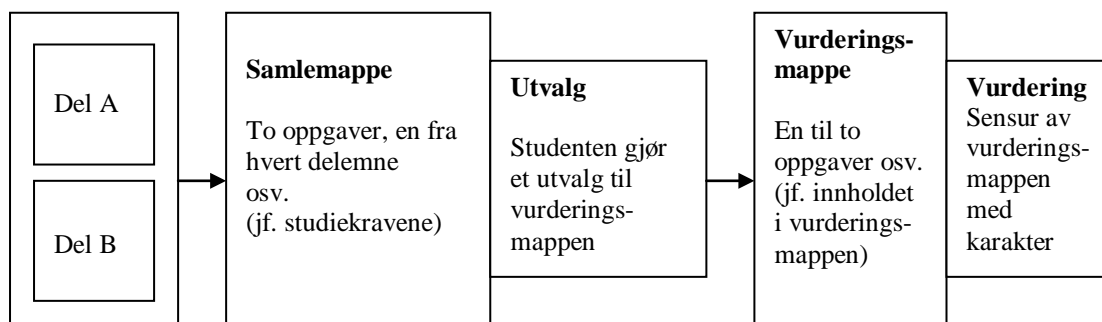 Del A
Del B
Samlemappe
To oppgaver, en fra
hvert delemne
osv.
(jf. studiekravene)
Utvalg
Studenten gjør
et utvalg til
vurderings-
mappen
Vurderings-
mappe
En til to
oppgaver osv.
(jf. innholdet
i vurderings-
mappen)
Vurdering
Sensur av
vurderings-
mappen
med
karakter